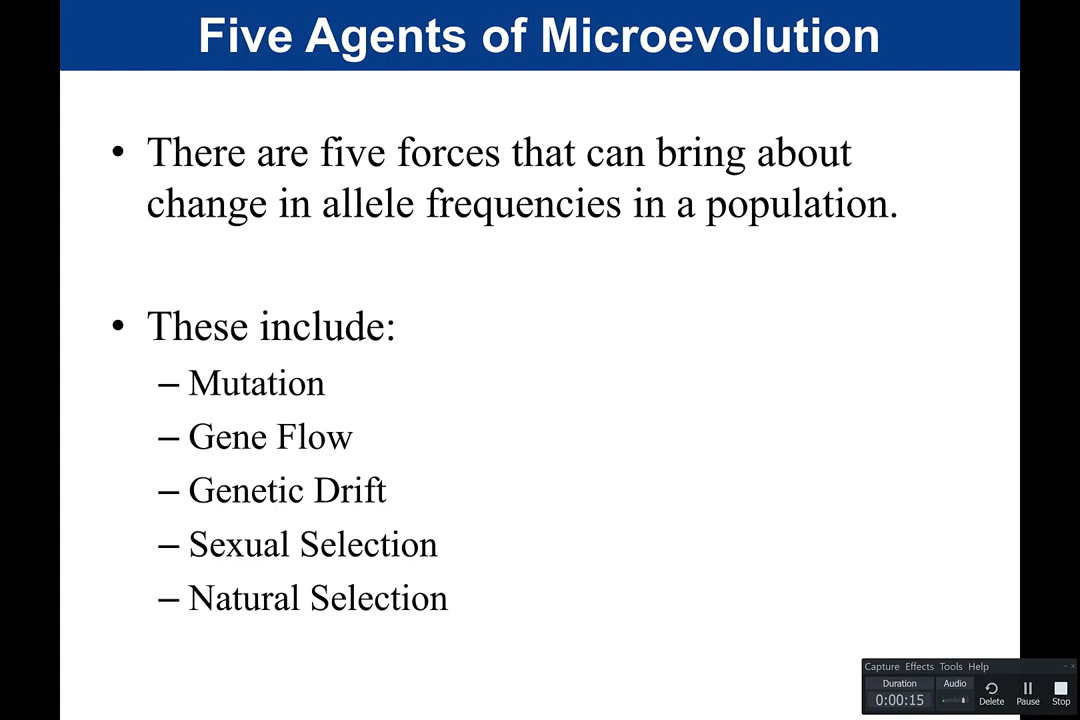 Five Agents of Microevolution
• There are five forces that can bring about
change in allele frequencies in a population.
• These include:
– Mutation
– Gene Flow
– Genetic Drift
– Sexual Selection
– Natural Selection
Capture Effects Tools Help
Duration Audio
0:00:15 Delete Pause Stop